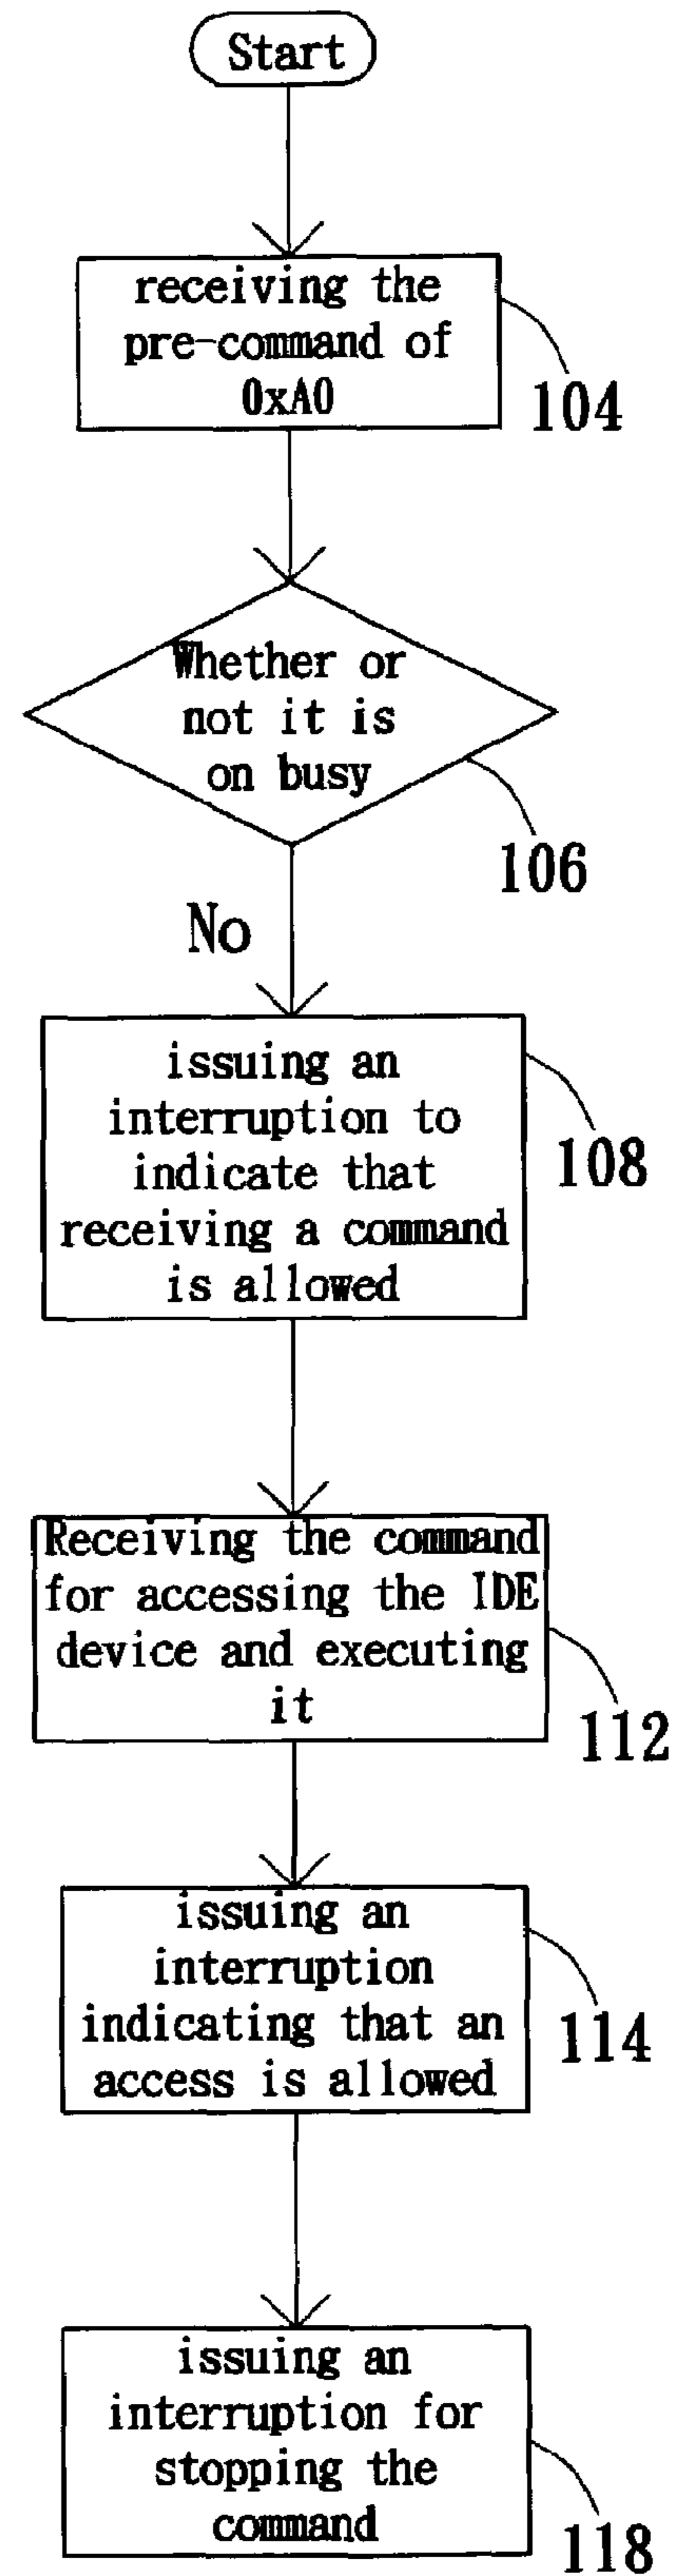 Start
receiving the
pre-command of
0xA0
104
Whether or
not it is
on busy
106
No
issuing an
interruption to
indicate that
receiving a command
is allowed
108
Receiving the command
for accessing the IDE
device and executing
it
112
issuing an
interruption
indicating that an
access is allowed
114
issuing an
interruption for
stopping the
command
118